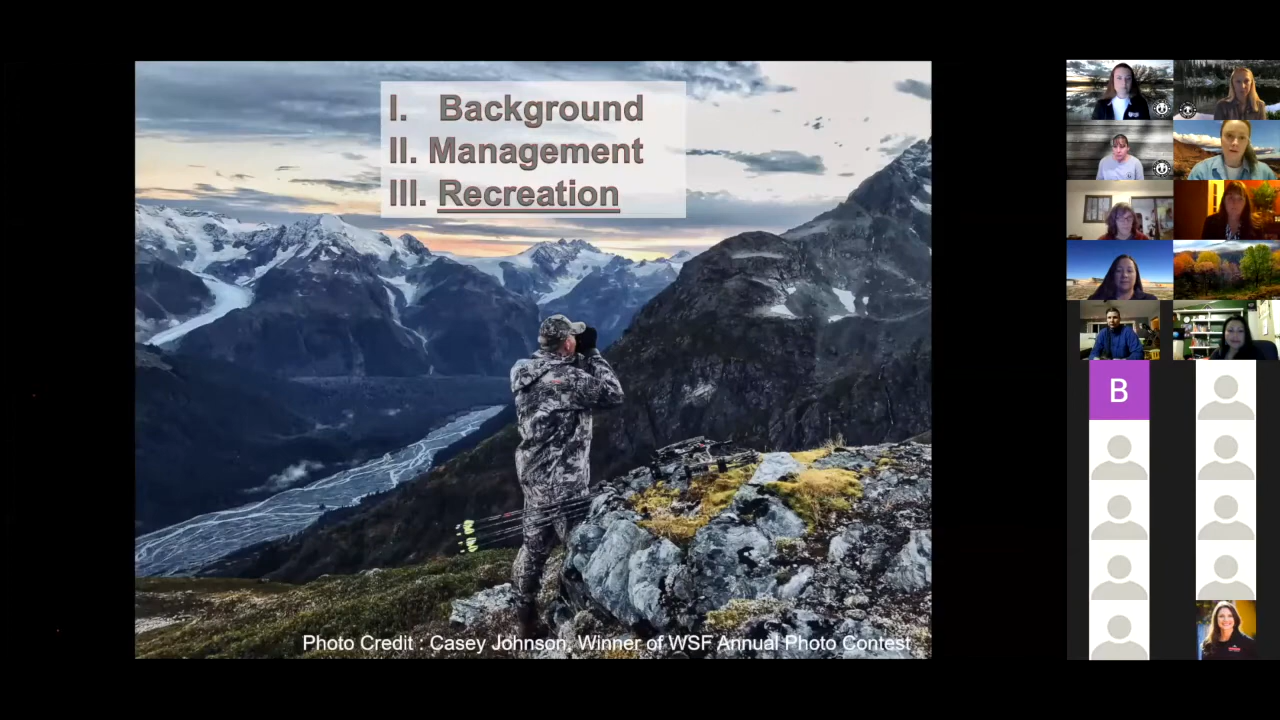 I. Background
II. Management
III. Recreation
B
Photo Credit : Casey Johnson, Winner of WSF Annual Photo Contest